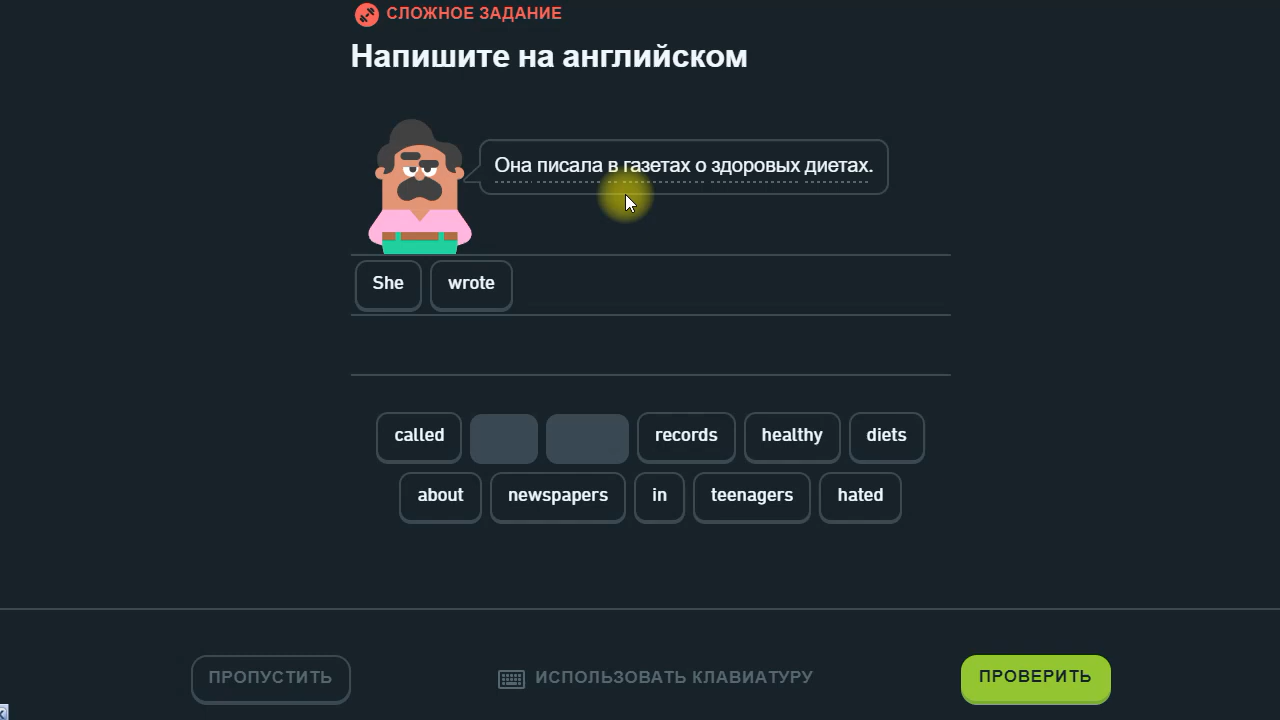 СЛОЖНОЕ ЗАДАНИЕ
Напишите на английском
Она писала в газетах о здоровых диетах.
She wrote
called records healthy diets
about newspapers in teenagers hated
ПРОПУСТИТЬ ИСПОЛЬЗОВАТЬ КЛАВИАТУРУ ПРОВЕРИТЬ